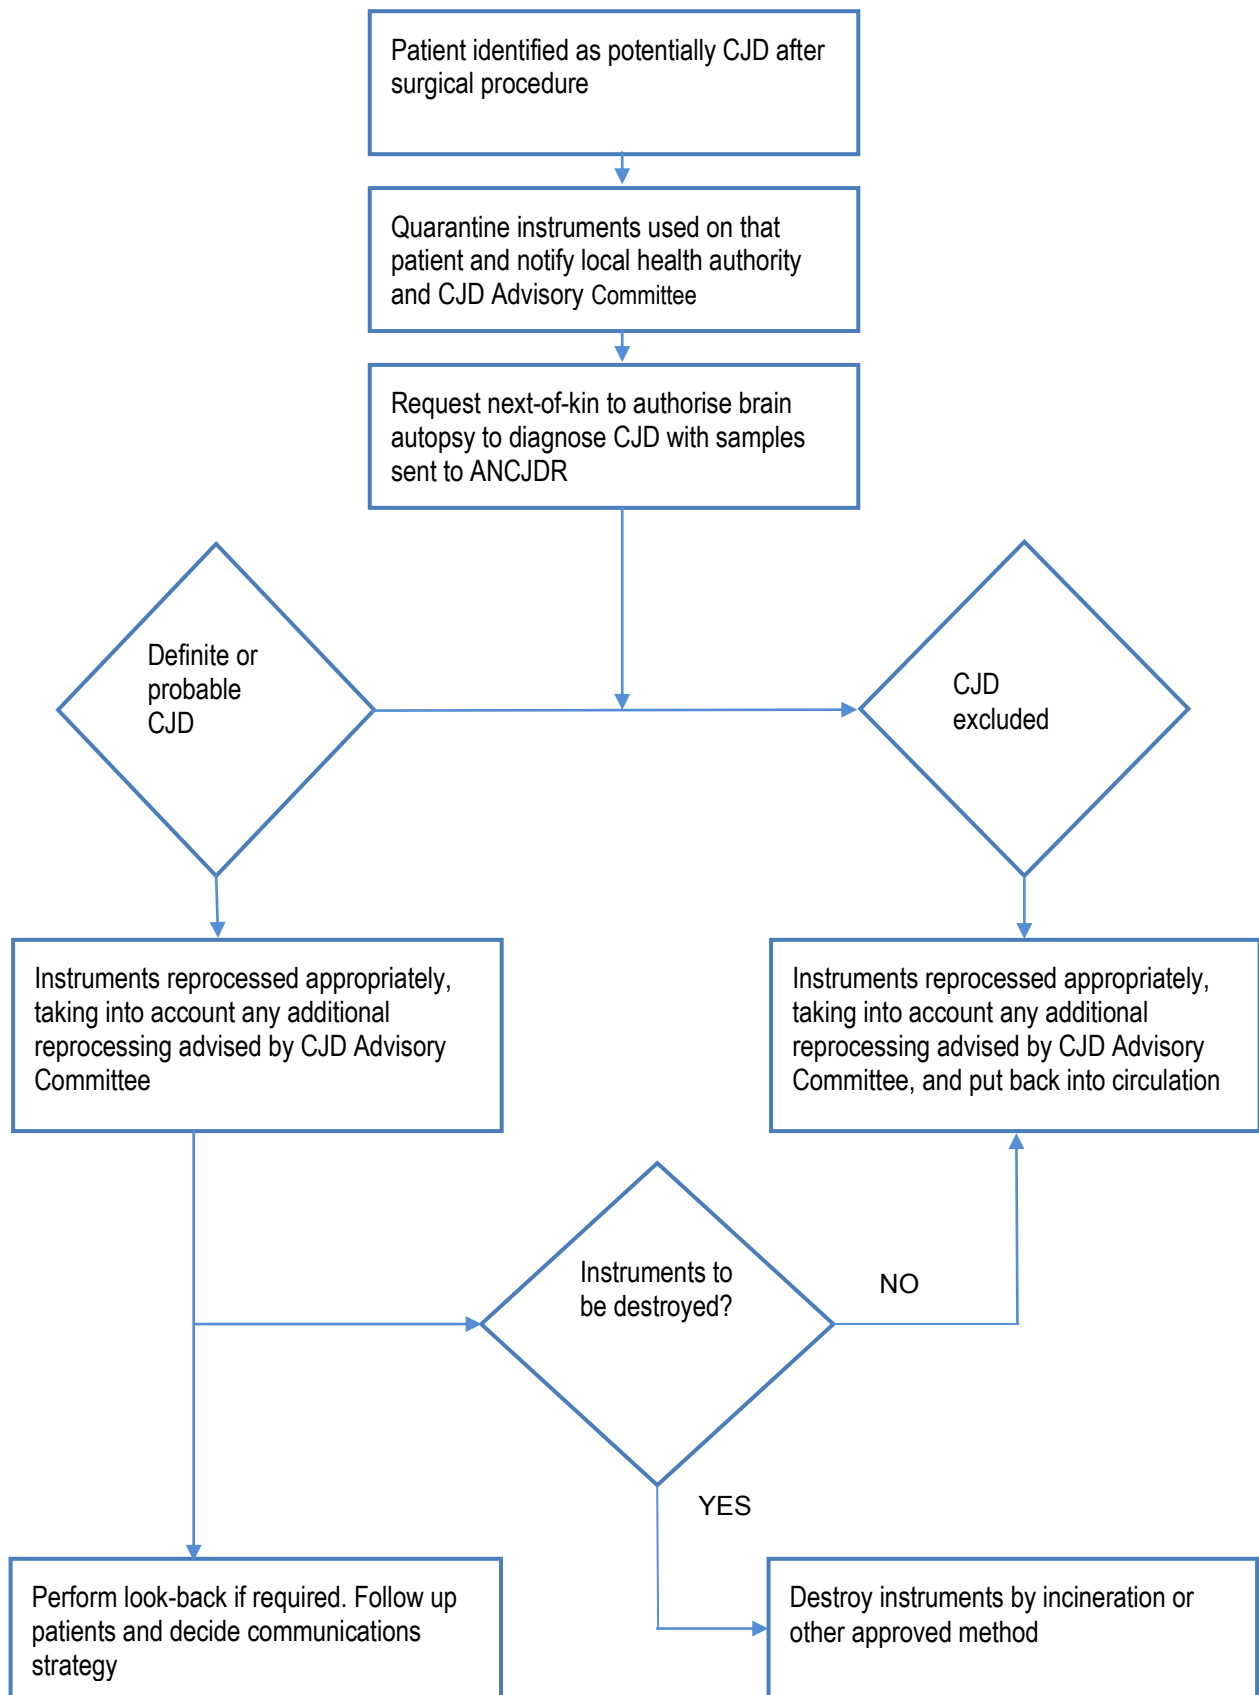 Patient identified as potentially CJD after
surgical procedure
Quarantine instruments used on that
patient and notify local health authority
and CJD Advisory Committee
Request next-of-kin to authorise brain
autopsy to diagnose CJD with samples
sent to ANCJDR
Definite or
probable
CJD
CJD
excluded
Instruments reprocessed appropriately,
taking into account any additional
reprocessing advised by CJD Advisory
Committee
Instruments reprocessed appropriately,
taking into account any additional
reprocessing advised by CJD Advisory
Committee, and put back into circulation
Instruments to
be destroyed?
NO
YES
Perform look-back if required. Follow up
patients and decide communications
strategy
Destroy instruments by incineration or
other approved method